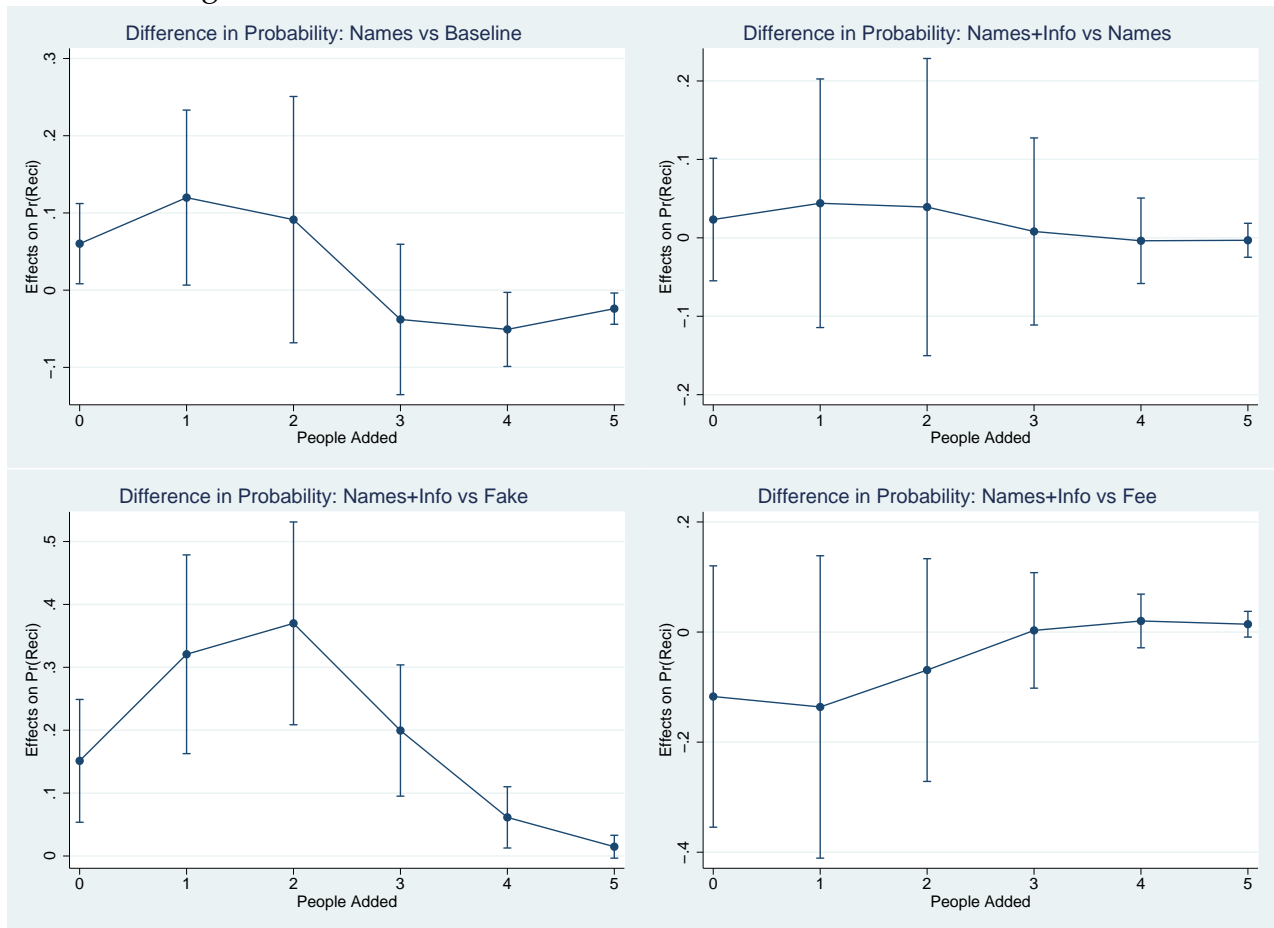 Difference in Probability: Names vs Baseline
Effects on Pr(Reci)
.3
.2
.1
0
−.1
0 1 2 3 4 5
People Added
Difference in Probability: Names+Info vs Names
Effects on Pr(Reci)
.2
.1
0
−.1
−.2
0 1 2 3 4 5
People Added
Difference in Probability: Names+Info vs Fake
Effects on Pr(Reci)
.5
.4
.3
.2
.1
0
0 1 2 3 4 5
People Added
Difference in Probability: Names+Info vs Fee
Effects on Pr(Reci)
.2
0
−.2
−.4
0 1 2 3 4 5
People Added